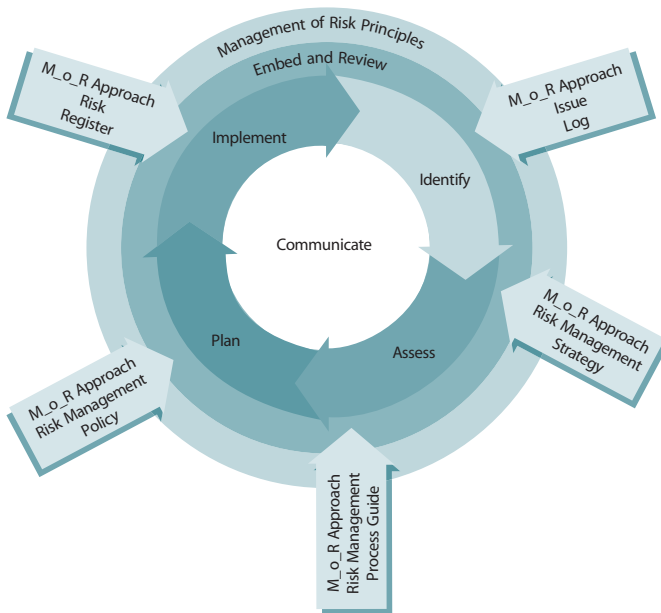 Management of Risk Principles
Embed and Review
M_o_R Approach
Risk
Register
M_o_R Approach
Issue
Log
Implement
Identify
Communicate
Plan
Assess
M_o_R Approach
Risk Management
Strategy
M_o_R Approach
Risk Management
Policy
M_o_R Approach
Risk Management
Process Guide